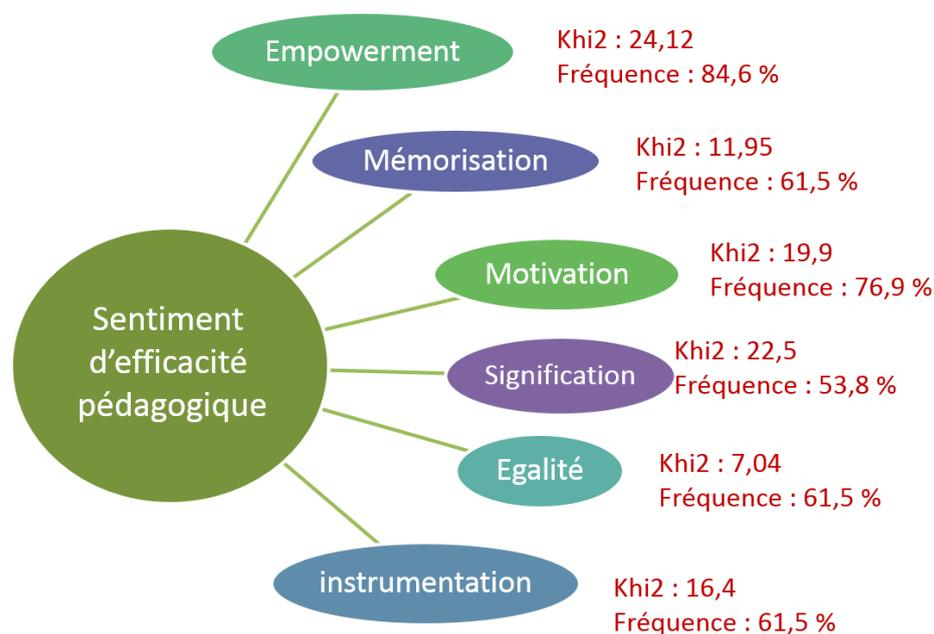 Empowerment
Khi2 : 24,12
Fréquence : 84,6 %
Mémorisation
Khi2 : 11,95
Fréquence : 61,5 %
Motivation
Khi2 : 19,9
Fréquence : 76,9 %
Sentiment
d’efficacité
pédagogique
Signification
Khi2 : 22,5
Fréquence : 53,8 %
Egalité
Khi2 : 7,04
Fréquence : 61,5 %
instrumentation
Khi2 : 16,4
Fréquence : 61,5 %